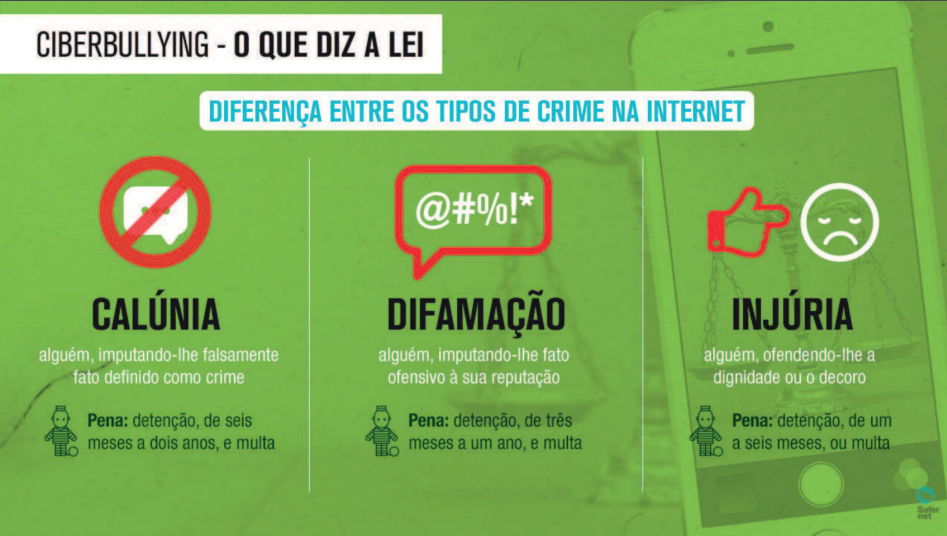 CIBERBULLYING - O QUE DIZ A LEI
DIFERENÇA ENTRE OS TIPOS DE CRIME NA INTERNET
@#%!*
CALÚNIA
alguém, imputando-lhe falsamente
fato definido como crime
Pena: detenção, de seis
meses a dois anos, e multa
DIFAMAÇÃO
alguém, imputando-lhe fato
ofensivo à sua reputação
Pena: detenção, de três
meses a um ano, e multa
INJÚRIA
alguém, ofendendo-lhe a
dignidade ou o decoro
Pena: detenção, de um
a seis meses, ou multa
Safer
net